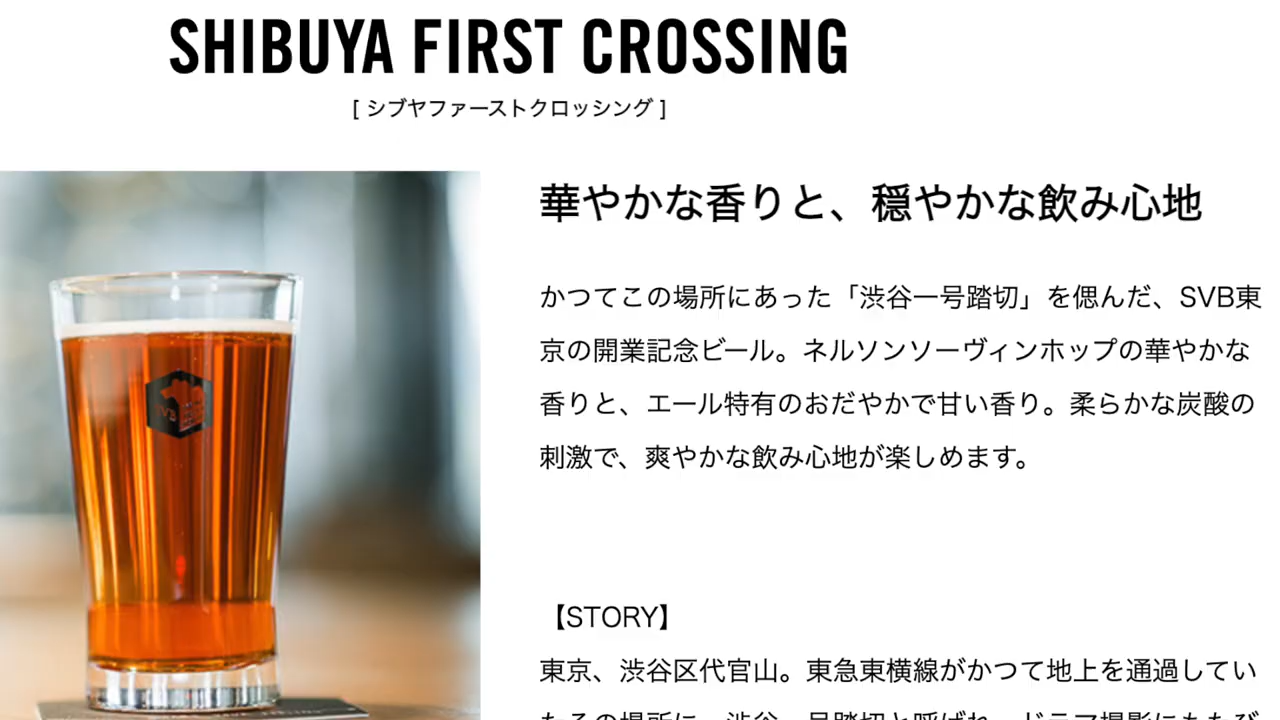 SHIBUYA FIRST CROSSING
[ シブヤファーストクロッシング ]
華やかな香りと、穏やかな飲み心地
かつてこの場所にあった「渋谷一号踏切」を偲んだ、SVB東
京の開業記念ビール。ネルソンソーヴィンホップの華やかな
香りと、エール特有のおだやかで甘い香り。柔らかな炭酸の
刺激で、爽やかな飲み心地が楽しめます。
【STORY】
東京、渋谷区代官山。東急東横線がかつて地上を通過してい